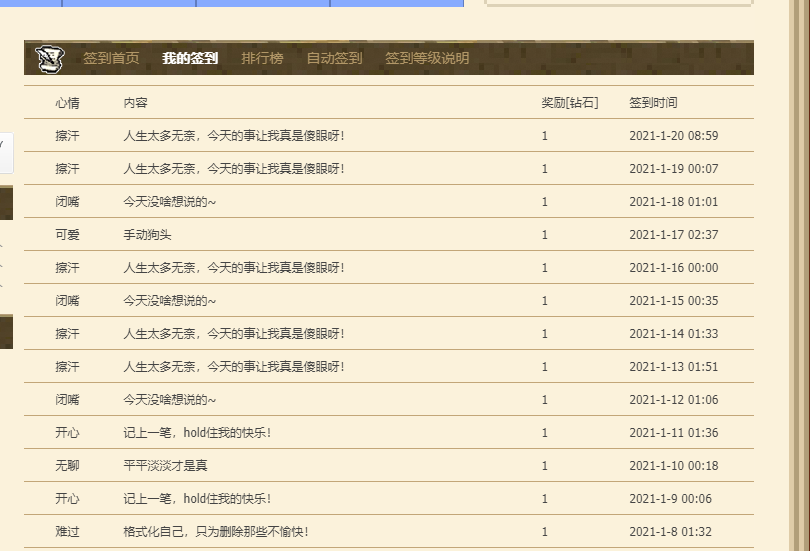 签到首页 我的签到 排行榜 自动签到 签到等级说明
心情 内容 奖励[钻石] 签到时间
擦汗 人生太多无奈，今天的事让我真是傻眼呀！ 1 2021-1-20 08:59
擦汗 人生太多无奈，今天的事让我真是傻眼呀！ 1 2021-1-19 00:07
闭嘴 今天没啥想说的~ 1 2021-1-18 01:01
可爱 手动狗头 1 2021-1-17 02:37
擦汗 人生太多无奈，今天的事让我真是傻眼呀！ 1 2021-1-16 00:00
闭嘴 今天没啥想说的~ 1 2021-1-15 00:35
擦汗 人生太多无奈，今天的事让我真是傻眼呀！ 1 2021-1-14 01:33
擦汗 人生太多无奈，今天的事让我真是傻眼呀！ 1 2021-1-13 01:51
闭嘴 今天没啥想说的~ 1 2021-1-12 01:06
开心 记上一笔，hold住我的快乐！ 1 2021-1-11 01:36
无聊 平平淡淡才是真 1 2021-1-10 00:18
开心 记上一笔，hold住我的快乐！ 1 2021-1-9 00:06
难过 格式化自己，只为删除那些不愉快！ 1 2021-1-8 01:32